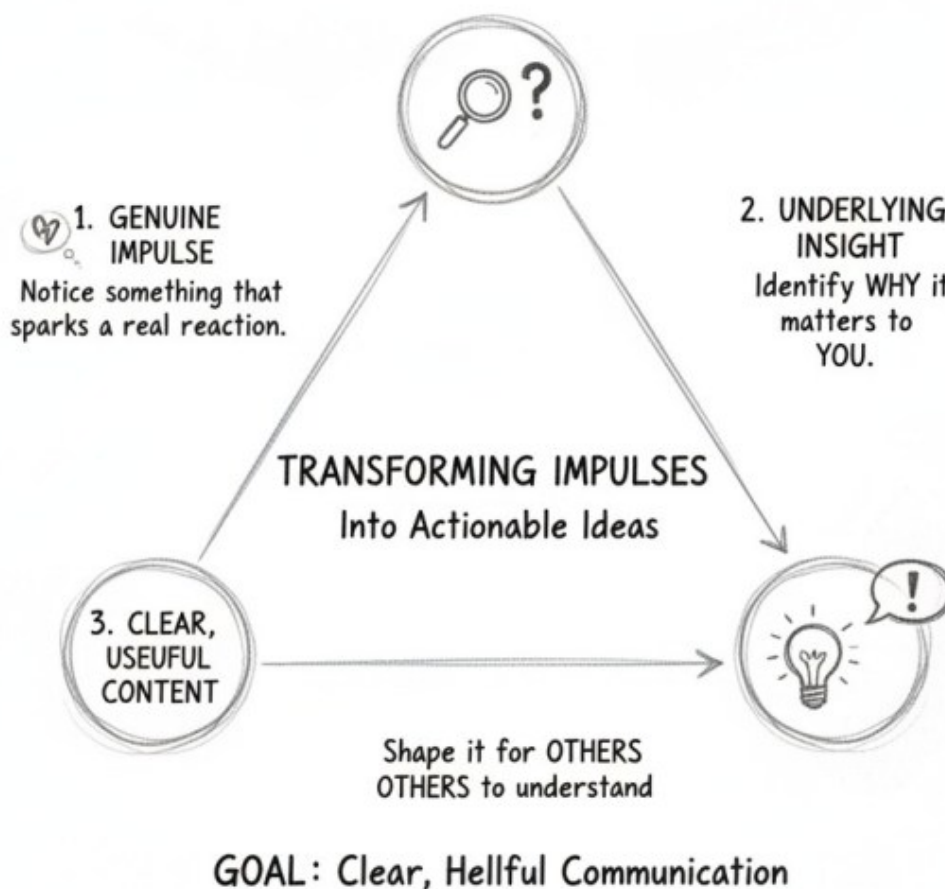 ?
1. GENUINE
IMPULSE
Notice something that
sparks a real reaction.
2. UNDERLYING
INSIGHT
Identify WHY it
matters to
YOU.
TRANSFORMING IMPULSES
Into Actionable Ideas
!
3. CLEAR,
USEUFUL
CONTENT
Shape it for OTHERS
OTHERS to understand
GOAL: Clear, Hellful Communication